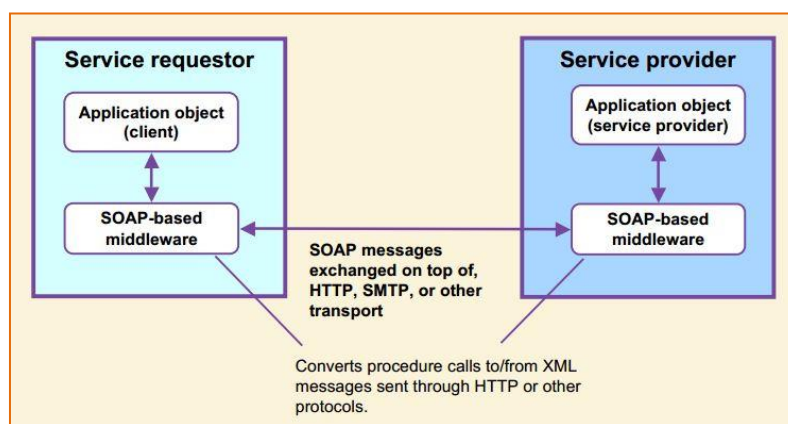 Service requestor
Application object
(client)
SOAP-based
middleware
Service provider
Application object
(service provider)
SOAP-based
middleware
SOAP messages
exchanged on top of,
HTTP, SMTP, or other
transport
Converts procedure calls to/from XML
messages sent through HTTP or other
protocols.